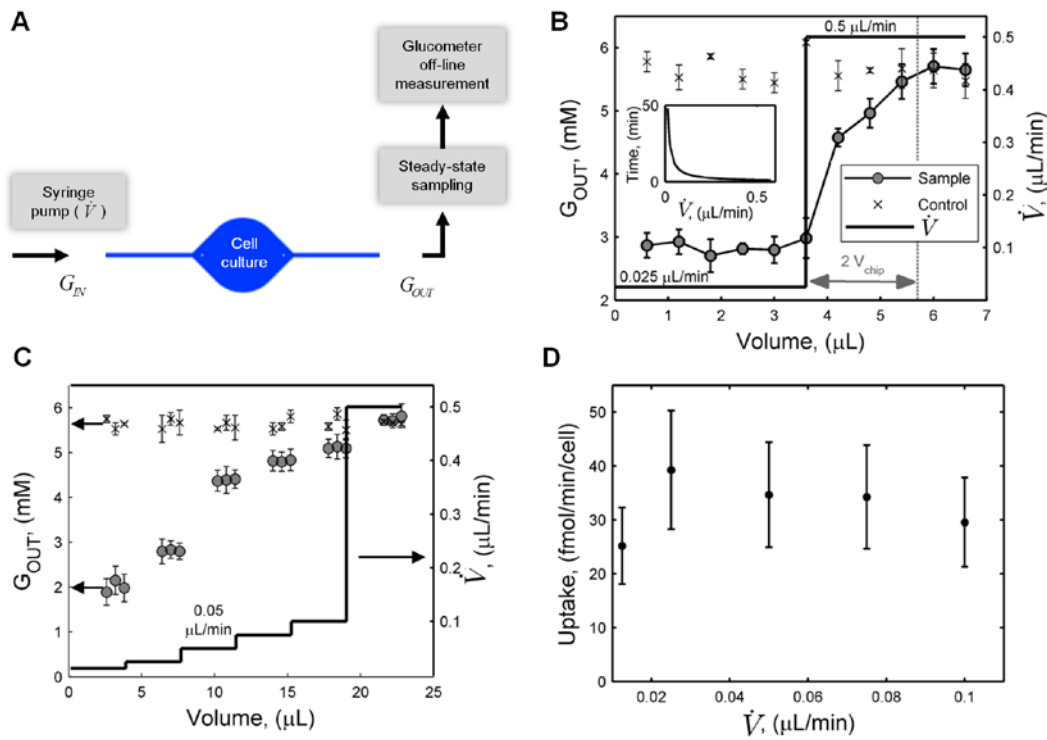 A
Glucometer
off-line
measurement
Steady-state
sampling
Syringe
pump ( V̇ )
Cell
culture
G_IN
G_OUT
B
0.5 μL/min
6
5
4
3
2
G_OUT, (mM)
50
0
Time, (min)
0
0.5
V̇, (μL/min)
Sample
Control
V̇
2 V_chip
0.025 μL/min
0.5
0.4
0.3
0.2
0.1
V̇, (μL/min)
0
1
2
3
4
5
6
7
Volume, (μL)
C
6
5
4
3
2
1
0
G_OUT, (mM)
0.05
μL/min
0.5
0.4
0.3
0.2
0.1
V̇, (μL/min)
0
5
10
15
20
25
Volume, (μL)
D
50
40
30
20
10
0
Uptake, (fmol/min/cell)
0.02
0.04
0.06
0.08
0.1
V̇, (μL/min)